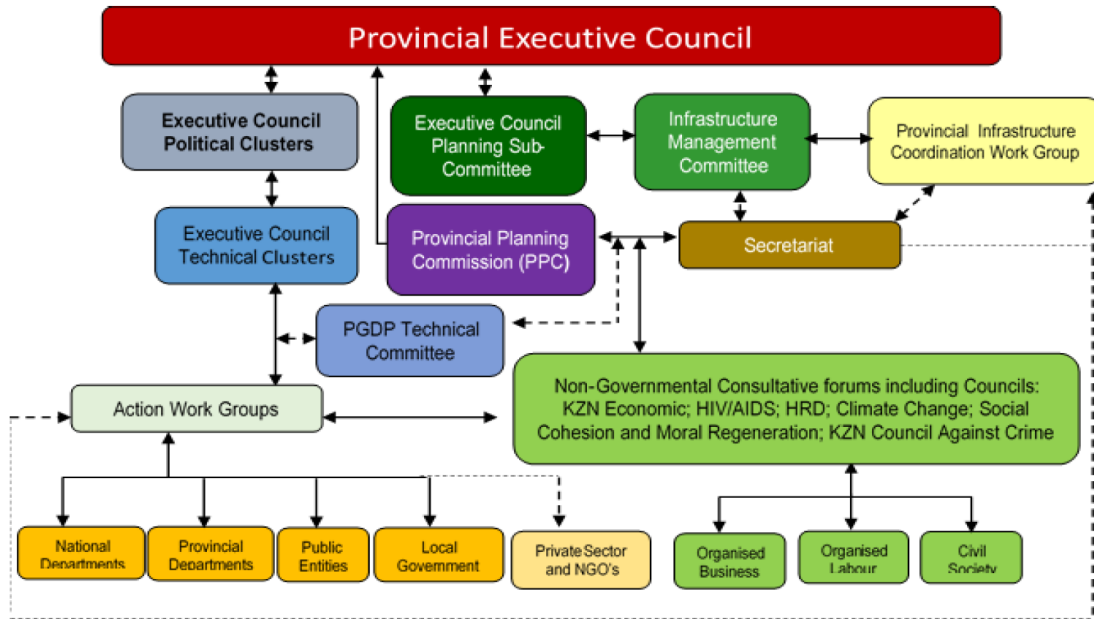 Provincial Executive Council
Executive Council
Political Clusters
Executive Council
Planning Sub-
Committee
Infrastructure
Management
Committee
Provincial Infrastructure
Coordination Work Group
Executive Council
Technical Clusters
Provincial Planning
Commission (PPC)
Secretariat
PGDP Technical
Committee
Non-Governmental Consultative forums including Councils:
KZN Economic; HIV/AIDS; HRD; Climate Change; Social
Cohesion and Moral Regeneration; KZN Council Against Crime
Action Work Groups
National
Departments
Provincial
Departments
Public
Entities
Local
Government
Private Sector
and NGO's
Organised
Business
Organised
Labour
Civil
Society